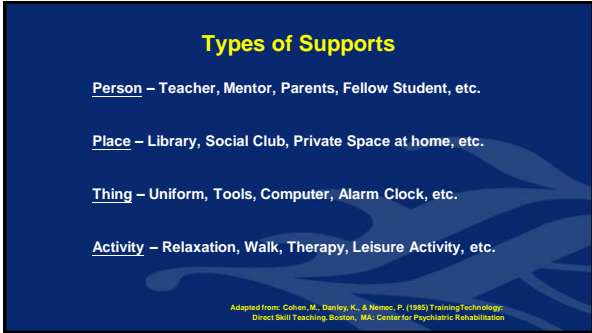 Types of Supports
Person – Teacher, Mentor, Parents, Fellow Student, etc.
Place – Library, Social Club, Private Space at home, etc.
Thing – Uniform, Tools, Computer, Alarm Clock, etc.
Activity – Relaxation, Walk, Therapy, Leisure Activity, etc.
Adapted from: Cohen, M., Danley, K., & Nemec, P. (1985) Training Technology:
Direct Skill Teaching. Boston, MA: Center for Psychiatric Rehabilitation